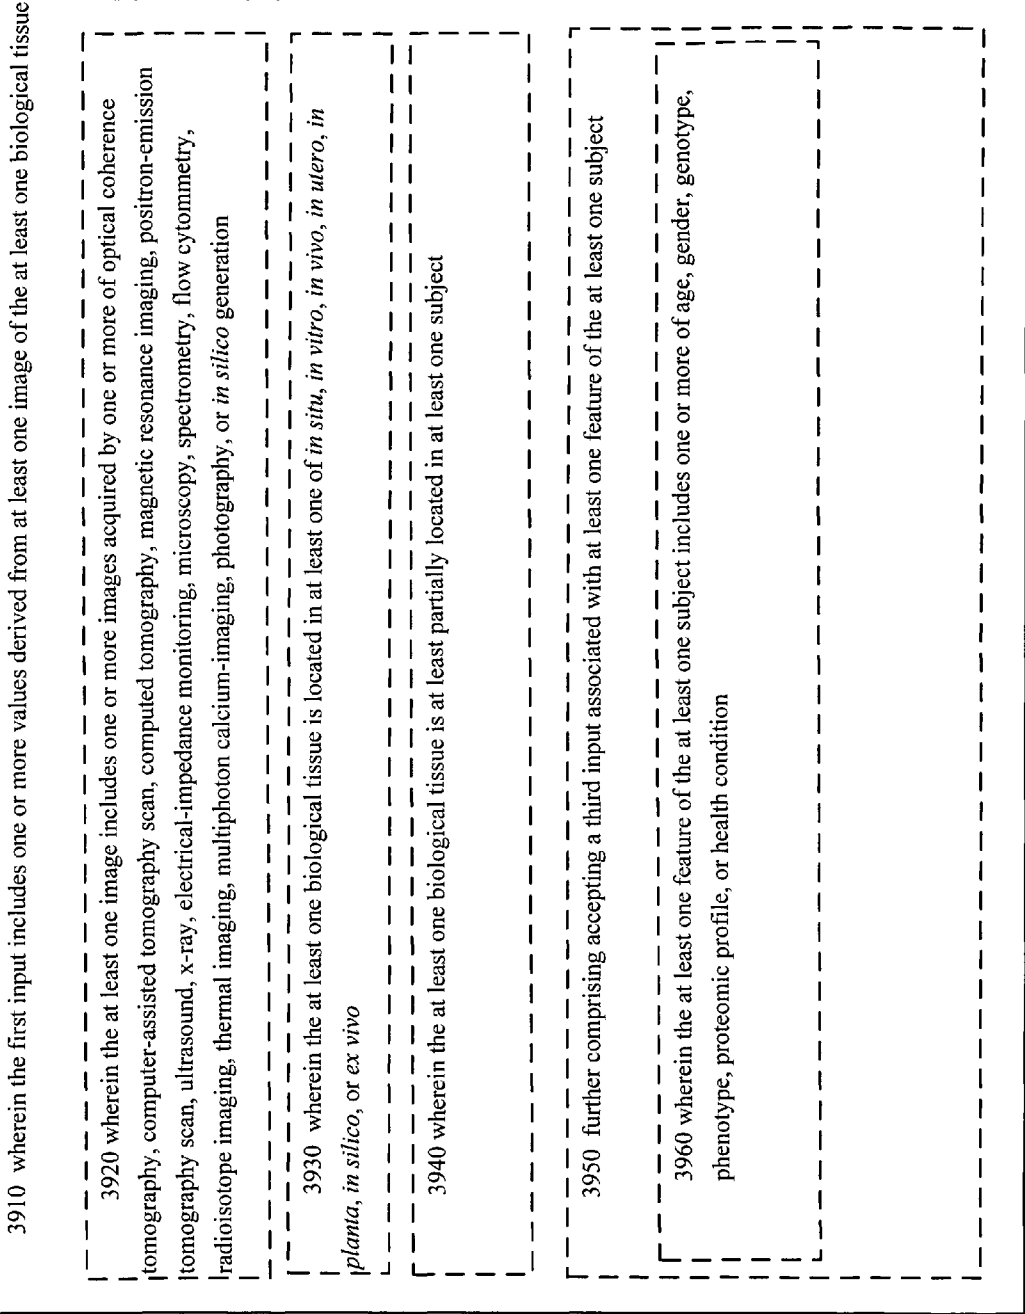 3910 wherein the first input includes one or more values derived from at least one image of the at least one biological tissue
3920 wherein the at least one image includes one or more images acquired by one or more of optical coherence
tomography, computer-assisted tomography scan, computed tomography, magnetic resonance imaging, positron-emission
tomography scan, ultrasound, x-ray, electrical-impedance monitoring, microscopy, spectrometry, flow cytommetry,
radioisotope imaging, thermal imaging, multiphoton calcium-imaging, photography, or in silico generation
3930 wherein the at least one biological tissue is located in at least one of in situ, in vitro, in vivo, in utero, in
planta, in silico, or ex vivo
3940 wherein the at least one biological tissue is at least partially located in at least one subject
3950 further comprising accepting a third input associated with at least one feature of the at least one subject
3960 wherein the at least one feature of the at least one subject includes one or more of age, gender, genotype,
phenotype, proteomic profile, or health condition